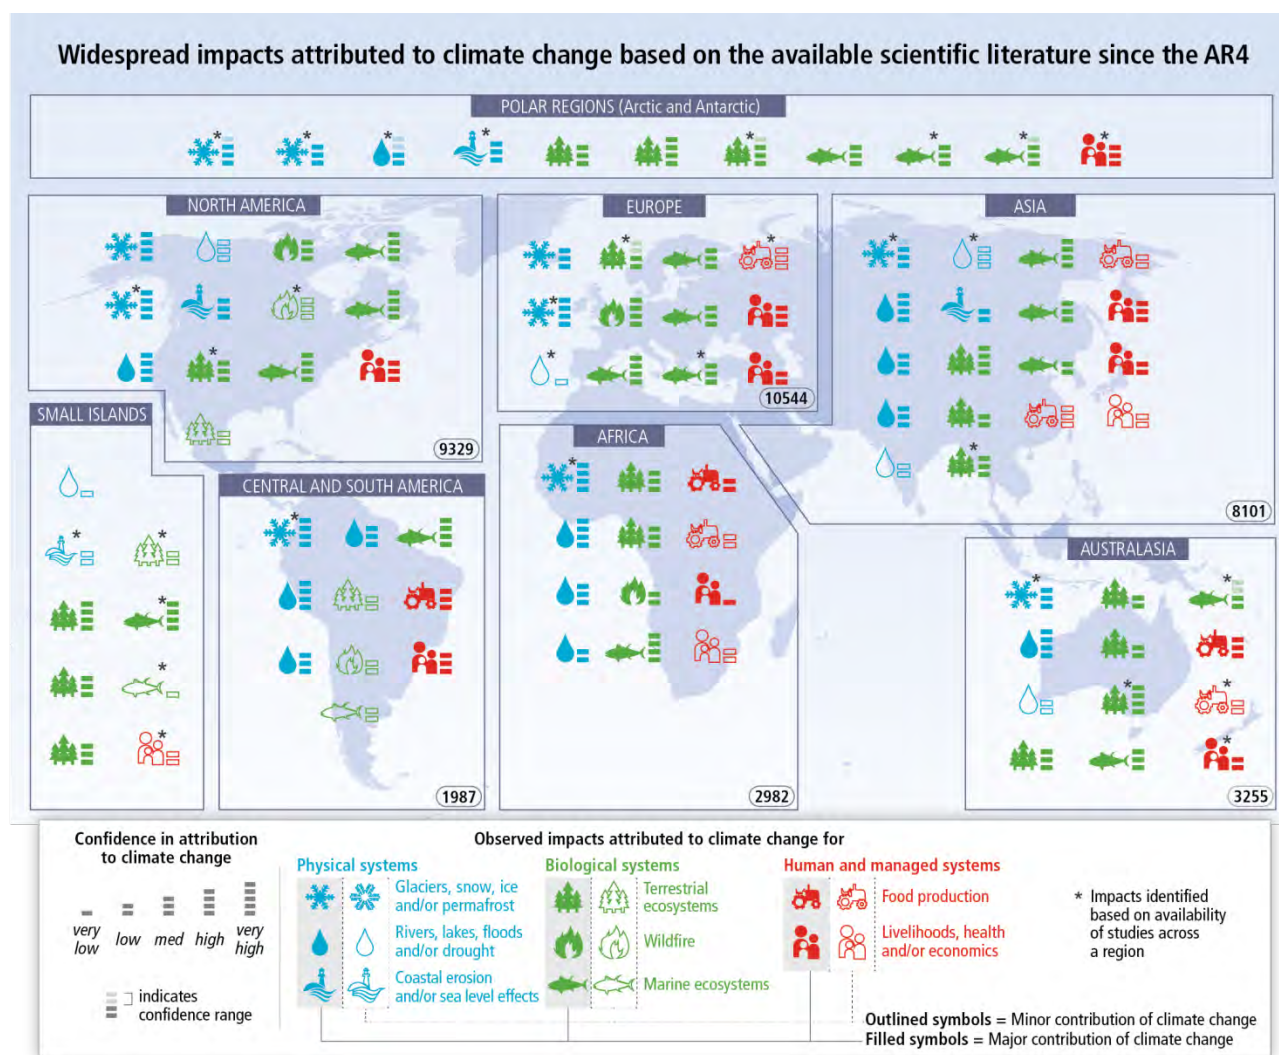 Widespread impacts attributed to climate change based on the available scientific literature since the AR4
POLAR REGIONS (Arctic and Antarctic)
* * * * * * * *
NORTH AMERICA
* * *
9329
EUROPE
* * * * *
10544
ASIA
* * *
8101
SMALL ISLANDS
* * * * *
CENTRAL AND SOUTH AMERICA
*
1987
AFRICA
*
2982
AUSTRALASIA
* * * * *
3255
Confidence in attribution
to climate change
very
low
low
med
high
very
high
indicates
confidence range
Observed impacts attributed to climate change for
Physical systems
Glaciers, snow, ice
and/or permafrost
Rivers, lakes, floods
and/or drought
Coastal erosion
and/or sea level effects
Biological systems
Terrestrial
ecosystems
Wildfire
Marine ecosystems
Human and managed systems
Food production
Livelihoods, health
and/or economics
* Impacts identified
based on availability
of studies across
a region
Outlined symbols = Minor contribution of climate change
Filled symbols = Major contribution of climate change